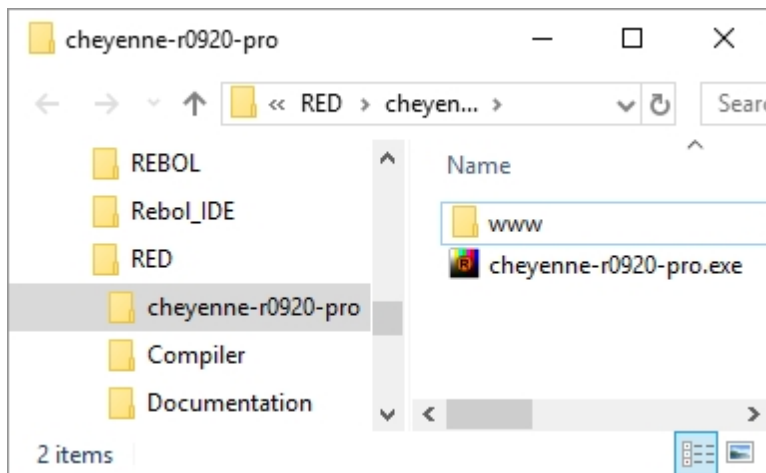 cheyenne-r0920-pro
« RED > cheyen... >
REBOL
Rebol_IDE
RED
cheyenne-r0920-pro
Compiler
Documentation
Name
www
cheyenne-r0920-pro.exe
2 items